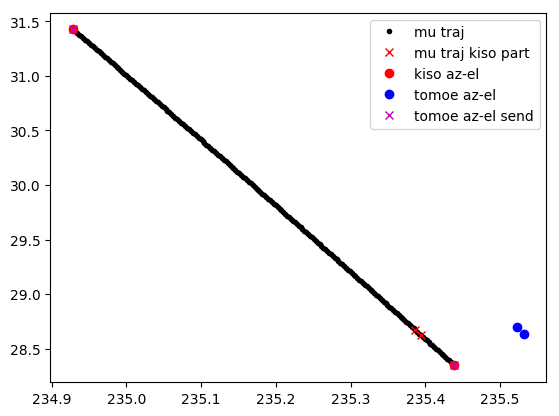 31.5
31.0
30.5
30.0
29.5
29.0
28.5
234.9
235.0
235.1
235.2
235.3
235.4
235.5
mu traj
mu traj kiso part
kiso az-el
tomoe az-el
tomoe az-el send